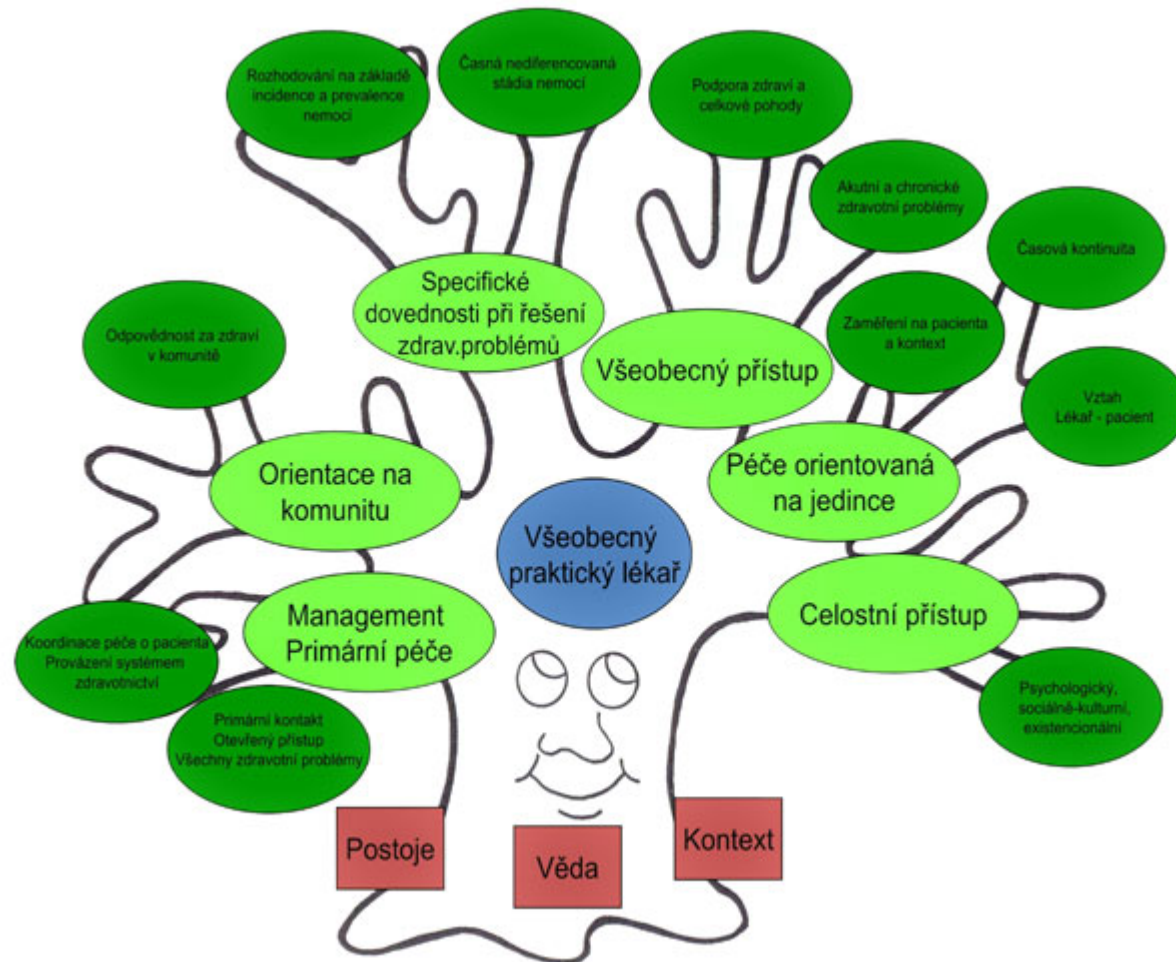 Rozhodování na základě
incidence a prevalence
nemocí
Časná nediferencovaná
stádia nemocí
Podpora zdraví a
celkové pohody
Akutní a chronické
zdravotní problémy
Časová kontinuita
Zaměření na pacienta
a kontext
Vztah
Lékař - pacient
Specifické
dovednosti při řešení
zdrav.problémů
Všeobecný přístup
Odpovědnost za zdraví
v komunitě
Orientace na
komunitu
Péče orientovaná
na jedince
Všeobecný
praktický lékař
Management
Primární péče
Celostní přístup
Koordinace péče o pacienta
Provázení systémem
zdravotnictví
Primární kontakt
Otevřený přístup
Všechny zdravotní problémy
Psychologický,
sociálně-kulturní,
existencionální
Postoje
Věda
Kontext